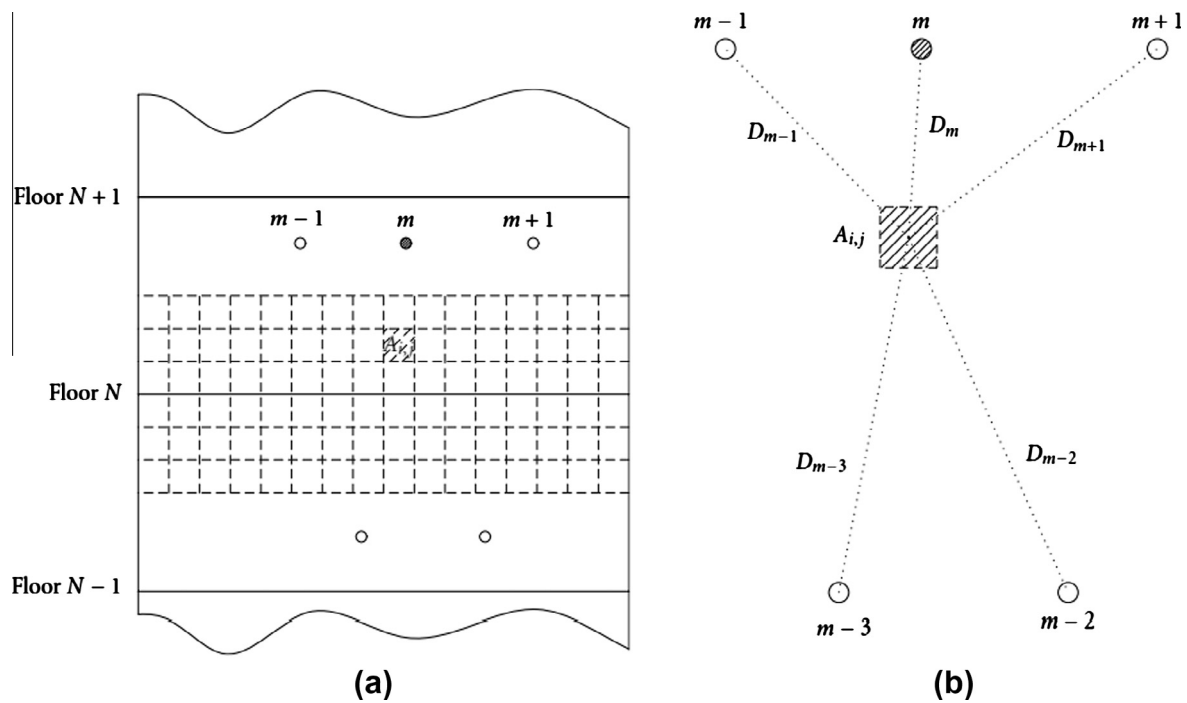 Floor N + 1
m − 1 m m + 1
A
Floor N
Floor N − 1
(a)
m − 1 m m + 1
D_{m−1} D_m D_{m+1}
A_{i,j}
D_{m−3} D_{m−2}
m − 3 m − 2
(b)